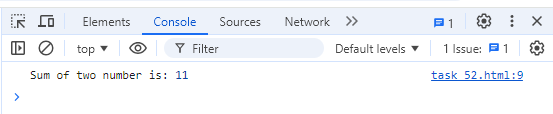 Elements Console Sources Network 1
top Filter Default levels 1 Issue: 1
Sum of two number is: 11 task 52.html:9